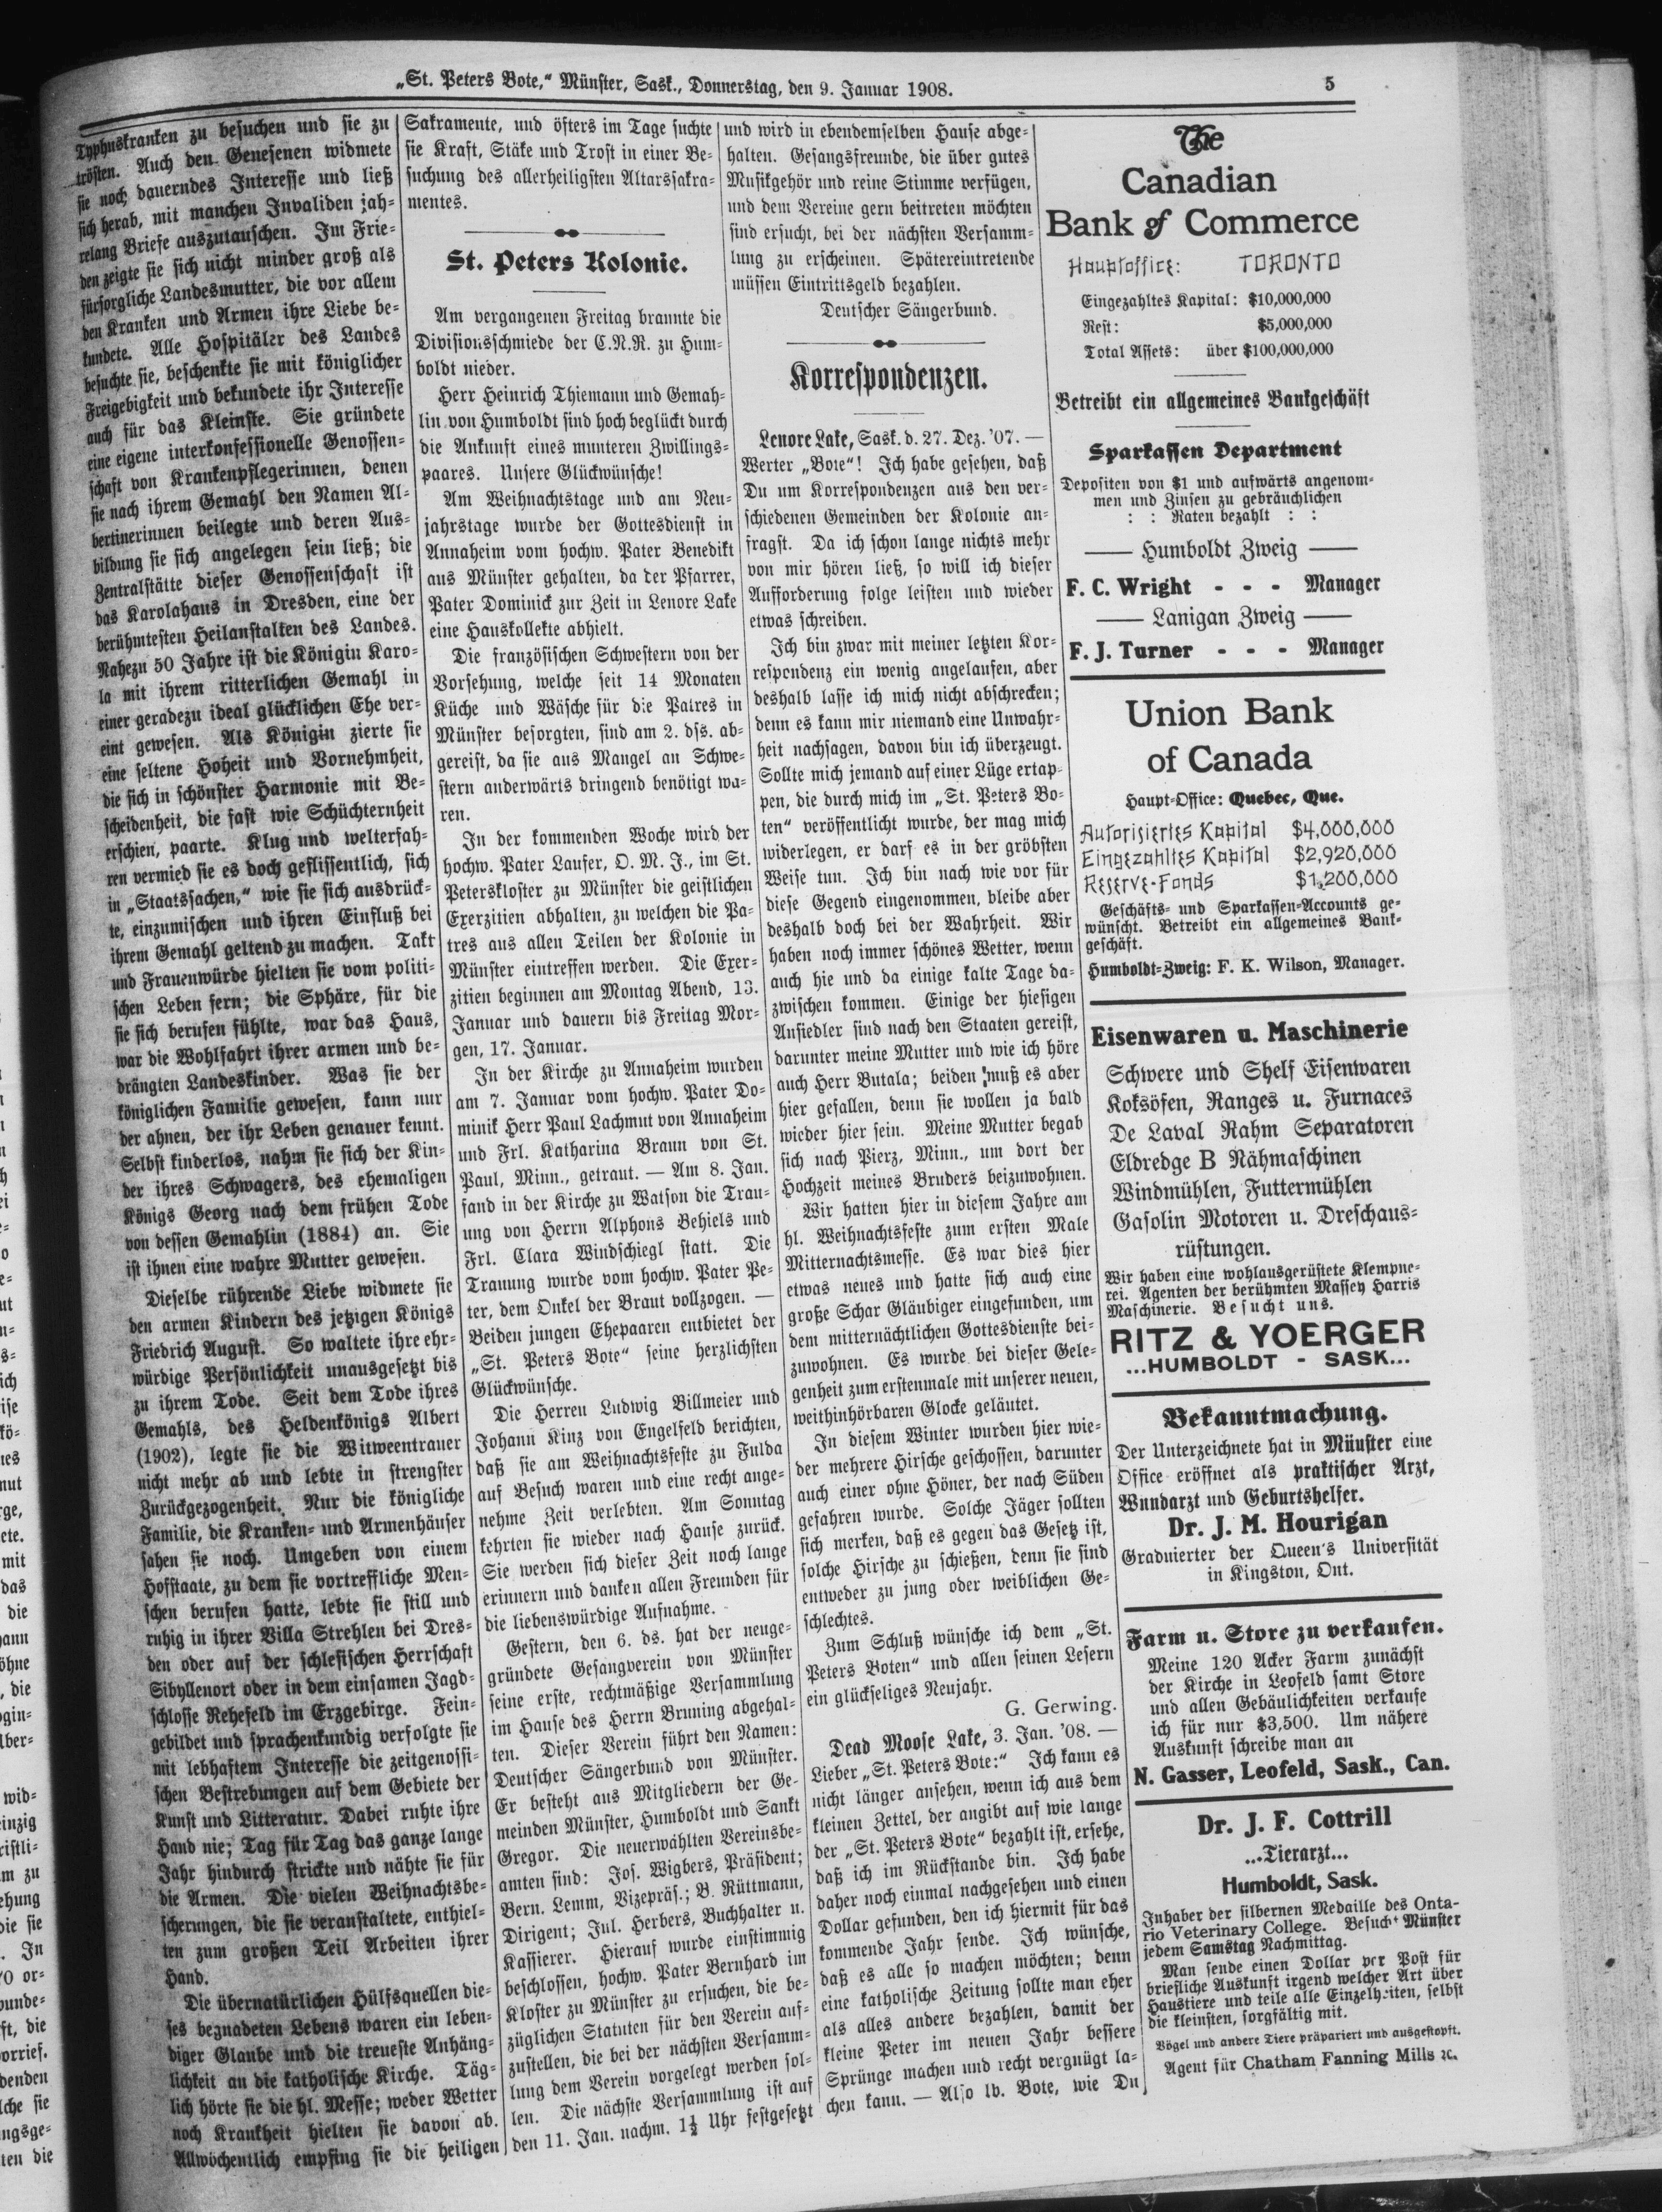 „St. Peters Bote,“ Münster, Sask., Donnerstag, den 9. Januar 1908.
5
Typhuskranken zu besuchen und sie zu
trösten. Auch den Genesenen widmete
sie noch dauerndes Interesse und ließ
sich herab, mit manchen Invaliden jah-
relang Briefe auszutauschen. Im Frie-
den zeigte sie sich nicht minder groß als
fürsorgliche Landesmutter, die vor allem
den Kranken und Armen ihre Liebe be-
kundete. Alle Hospitäler des Landes
besuchte sie, beschenkte sie mit königlicher
Freigebigkeit und bekundete ihr Interesse
auch für das Kleinste. Sie gründete
eine eigene interkonfessionelle Genossen-
schaft von Krankenpflegerinnen, denen
sie nach ihrem Gemahl den Namen Al-
bertinerinnen beilegte und deren Aus-
bildung sie sich angelegen sein ließ; die
Zentralstätte dieser Genossenschaft ist
das Karolahaus in Dresden, eine der
berühmtesten Heilanstalten des Landes.
Nahezu 50 Jahre ist die Königin Karo-
la mit ihrem ritterlichen Gemahl in
einer geradezu ideal glücklichen Ehe ver-
eint gewesen. Als Königin zierte sie
eine seltene Hoheit und Vornehmheit,
die sich in schönster Harmonie mit Be-
scheidenheit, die fast wie Schüchternheit
erschien, paarte. Klug und welterfah-
ren vermied sie es doch geflissentlich, sich
in „Staatssachen,“ wie sie sich ausdrück-
te, einzumischen und ihren Einfluß bei
ihrem Gemahl geltend zu machen. Takt
und Frauenwürde hielten sie vom politi-
schen Leben fern; die Sphäre, für die
sie sich berufen fühlte, war das Haus,
war die Wohlfahrt ihrer armen und be-
drängten Landeskinder. Was sie der
königlichen Familie gewesen, kann nur
der ahnen, der ihr Leben genauer kennt.
Selbst kinderlos, nahm sie sich der Kin-
der ihres Schwagers, des ehemaligen
Königs Georg nach dem frühen Tode
von dessen Gemahlin (1884) an. Sie
ist ihnen eine wahre Mutter gewesen.
Dieselbe rührende Liebe widmete sie
den armen Kindern des jetzigen Königs
Friedrich August. So waltete ihre ehr-
würdige Persönlichkeit unausgesetzt bis
zu ihrem Tode. Seit dem Tode ihres
Gemahls, des Heldenkönigs Albert
(1902), legte sie die Witwentrauer
nicht mehr ab und lebte in strengster
Zurückgezogenheit. Nur die königliche
Familie, die Kranken- und Armenhäuser
sahen sie noch. Umgeben von einem
Hofstaate, zu dem sie vortreffliche Men-
schen berufen hatte, lebte sie still und
ruhig in ihrer Villa Strehlen bei Dres-
den oder auf der schlesischen Herrschaft
Sibyllenort oder in dem einsamen Jagd-
schlosse Rehefeld im Erzgebirge. Fein-
gebildet und sprachenkundig verfolgte sie
mit lebhaftem Interesse die zeitgenossi-
schen Bestrebungen auf dem Gebiete der
Kunst und Litteratur. Dabei ruhte ihre
Hand nie; Tag für Tag das ganze lange
Jahr hindurch strickte und nähte sie für
die Armen. Die vielen Weihnachtsbe-
scherungen, die sie veranstaltete, enthiel-
ten zum großen Teil Arbeiten ihrer
Hand.
Die übernatürlichen Hülfsquellen die-
ses begnadeten Lebens waren ein leben-
diger Glaube und die treueste Anhäng-
lichkeit an die katholische Kirche. Täg-
lich hörte sie die hl. Messe; weder Wetter
noch Krankheit hielten sie davon ab.
Allwöchentlich empfing sie die heiligen
Sakramente, und öfters im Tage suchte
sie Kraft, Stäke und Trost in einer Be-
suchung des allerheiligsten Altarssakra-
mentes.
St. Peters Kolonie.
Am vergangenen Freitag brannte die
Divisionsschmiede der C.N.R. zu Hum-
boldt nieder.
Herr Heinrich Thiemann und Gemah-
lin von Humboldt sind hoch beglückt durch
die Ankunft eines munteren Zwillings-
paares. Unsere Glückwünsche!
Am Weihnachtstage und am Neu-
jahrstage wurde der Gottesdienst in
Annaheim vom hochw. Pater Benedikt
aus Münster gehalten, da der Pfarrer,
Pater Dominick zur Zeit in Lenore Lake
eine Hauskollekte abhielt.
Die französischen Schwestern von der
Vorsehung, welche seit 14 Monaten
Küche und Wäsche für die Patres in
Münster besorgten, sind am 2. dss. ab-
gereist, da sie aus Mangel an Schwe-
stern anderwärts dringend benötigt wa-
ren.
In der kommenden Woche wird der
hochw. Pater Laufer, O. M. J., im St.
Peterskloster zu Münster die geistlichen
Exerzitien abhalten, zu welchen die Pa-
tres aus allen Teilen der Kolonie in
Münster eintreffen werden. Die Exer-
zitien beginnen am Montag Abend, 13.
Januar und dauern bis Freitag Mor-
gen, 17. Januar.
In der Kirche zu Annaheim wurden
am 7. Januar vom hochw. Pater Do-
minik Herr Paul Lachmut von Annaheim
und Frl. Katharina Braun von St.
Paul, Minn., getraut. — Am 8. Jan.
fand in der Kirche zu Watson die Trau-
ung von Herrn Alphons Behiels und
Frl. Clara Windschiegl statt. Die
Trauung wurde vom hochw. Pater Pe-
ter, dem Onkel der Braut vollzogen. —
Beiden jungen Ehepaaren entbietet der
„St. Peters Bote“ seine herzlichsten
Glückwünsche.
Die Herren Ludwig Billmeier und
Johann Kinz von Engelfeld berichten,
daß sie am Weihnachtsfeste zu Fulda
auf Besuch waren und eine recht ange-
nehme Zeit verlebten. Am Sonntag
kehrten sie wieder nach Hause zurück.
Sie werden sich dieser Zeit noch lange
erinnern und danken allen Freunden für
die liebenswürdige Aufnahme.
Gestern, den 6. ds. hat der neuge-
gründete Gesangverein von Münster
seine erste, rechtmäßige Versammlung
im Hause des Herrn Bruning abgehal-
ten. Dieser Verein führt den Namen:
Deutscher Sängerbund von Münster.
Er besteht aus Mitgliedern der Ge-
meinden Münster, Humboldt und Sankt
Gregor. Die neuerwählten Vereinsbe-
amten sind: Jos. Wigbers, Präsident;
Bern. Lemm, Vizepräs.; B. Rüttmann,
Dirigent; Jul. Herbers, Buchhalter u.
Kassierer. Hierauf wurde einstimmig
beschlossen, hochw. Pater Bernhard im
Kloster zu Münster zu ersuchen, die be-
züglichen Statuten für den Verein auf-
zustellen, die bei der nächsten Versamm-
lung dem Verein vorgelegt werden sol-
len. Die nächste Versammlung ist auf
den 11. Jan. nachm. 1½ Uhr festgesetzt
und wird in ebendemselben Hause abge-
halten. Gesangsfreunde, die über gutes
Musikgehör und reine Stimme verfügen,
und dem Vereine gern beitreten möchten
sind ersucht, bei der nächsten Versamm-
lung zu erscheinen. Spätereintretende
müssen Eintrittsgeld bezahlen.
Deutscher Sängerbund.
Korrespondenzen.
Lenore Lake, Sask. d. 27. Dez. ’07. —
Werter „Bote“! Ich habe gesehen, daß
Du um Korrespondenzen aus den ver-
schiedenen Gemeinden der Kolonie an-
fragst. Da ich schon lange nichts mehr
von mir hören ließ, so will ich dieser
Aufforderung folge leisten und wieder
etwas schreiben.
Ich bin zwar mit meiner letzten Kor-
respondenz ein wenig angelaufen, aber
deshalb lasse ich mich nicht abschrecken;
denn es kann mir niemand eine Unwahr-
heit nachsagen, davon bin ich überzeugt.
Sollte mich jemand auf einer Lüge ertap-
pen, die durch mich im „St. Peters Bo-
ten“ veröffentlicht wurde, der mag mich
widerlegen, er darf es in der gröbsten
Weise tun. Ich bin nach wie vor für
diese Gegend eingenommen, bleibe aber
deshalb doch bei der Wahrheit. Wir
haben noch immer schönes Wetter, wenn
auch hie und da einige kalte Tage da-
zwischen kommen. Einige der hiesigen
Ansiedler sind nach den Staaten gereist,
darunter meine Mutter und wie ich höre
auch Herr Butala; beiden muß es aber
hier gefallen, denn sie wollen ja bald
wieder hier sein. Meine Mutter begab
sich nach Pierz, Minn., um dort der
Hochzeit meines Bruders beizuwohnen.
Wir hatten hier in diesem Jahre am
hl. Weihnachtsfeste zum ersten Male
Mitternachtsmesse. Es war dies hier
etwas neues und hatte sich auch eine
große Schar Gläubiger eingefunden, um
dem mitternächtlichen Gottesdienste bei-
zuwohnen. Es wurde bei dieser Gele-
genheit zum erstenmale mit unserer neuen,
weithinhörbaren Glocke geläutet.
In diesem Winter wurden hier wie-
der mehrere Hirsche geschossen, darunter
auch einer ohne Höner, der nach Süden
gefahren wurde. Solche Jäger sollten
sich merken, daß es gegen das Gesetz ist,
solche Hirsche zu schießen, denn sie sind
entweder zu jung oder weiblichen Ge-
schlechtes.
Zum Schluß wünsche ich dem „St.
Peters Boten“ und allen seinen Lesern
ein glückseliges Neujahr.
G. Gerwing.
Dead Moose Lake, 3. Jan. ’08. —
Lieber „St. Peters Bote:“ Ich kann es
nicht länger ansehen, wenn ich aus dem
kleinen Zettel, der angibt auf wie lange
der „St. Peters Bote“ bezahlt ist, ersehe,
daß ich im Rückstande bin. Ich habe
daher noch einmal nachgesehen und einen
Dollar gefunden, den ich hiermit für das
kommende Jahr sende. Ich wünsche,
daß es alle so machen möchten; denn
eine katholische Zeitung sollte man eher
als alles andere bezahlen, damit der
kleine Peter im neuen Jahr bessere
Sprünge machen und recht vergnügt la-
chen kann. — Also lb. Bote, wie Du
The
Canadian
Bank of Commerce
Hauptoffice: TORONTO
Eingezahltes Kapital: $10,000,000
Rest: $5,000,000
Total Assets: über $100,000,000
Betreibt ein allgemeines Bankgeschäft
Sparkassen Department
Depositen von $1 und aufwärts angenom-
men und Zinsen zu gebräuchlichen
: : Raten bezahlt : :
— Humboldt Zweig —
F. C. Wright - - - Manager
— Lanigan Zweig —
F. J. Turner - - - Manager
Union Bank
of Canada
Haupt-Office: Quebec, Que.
Autorisiertes Kapital $4,000,000
Eingezahltes Kapital $2,920,000
Reserve-Fonds $1,200,000
Geschäfts- und Sparkassen-Accounts ge-
wünscht. Betreibt ein allgemeines Bank-
geschäft.
Humboldt-Zweig: F. K. Wilson, Manager.
Eisenwaren u. Maschinerie
Schwere und Shelf Eisenwaren
Koksöfen, Ranges u. Furnaces
De Laval Rahm Separatoren
Eldredge B Nähmaschinen
Windmühlen, Futtermühlen
Gasolin Motoren u. Dreschaus-
rüstungen.
Wir haben eine wohlausgerüstete Klempne-
rei. Agenten der berühmten Massey Harris
Maschinerie. Besucht uns.
RITZ & YOERGER
...HUMBOLDT - SASK...
Bekanntmachung.
Der Unterzeichnete hat in Münster eine
Office eröffnet als praktischer Arzt,
Wundarzt und Geburtshelfer.
Dr. J. M. Hourigan
Graduierter der Queen's Universität
in Kingston, Ont.
Farm u. Store zu verkaufen.
Meine 120 Acker Farm zunächst
der Kirche in Leofeld samt Store
und allen Gebäulichkeiten verkaufe
ich für nur $3,500. Um nähere
Auskunft schreibe man an
N. Gasser, Leofeld, Sask., Can.
Dr. J. F. Cottrill
...Tierarzt...
Humboldt, Sask.
Inhaber der silbernen Medaille des Onta-
rio Veterinary College. Besucht Münster
jedem Samstag Nachmittag.
Man sende einen Dollar per Post für
briefliche Auskunft irgend welcher Art über
Haustiere und teile alle Einzelheiten, selbst
die kleinsten, sorgfältig mit.
Vögel und andere Tiere präpariert und ausgestopft.
Agent für Chatham Fanning Mills ꝛc.